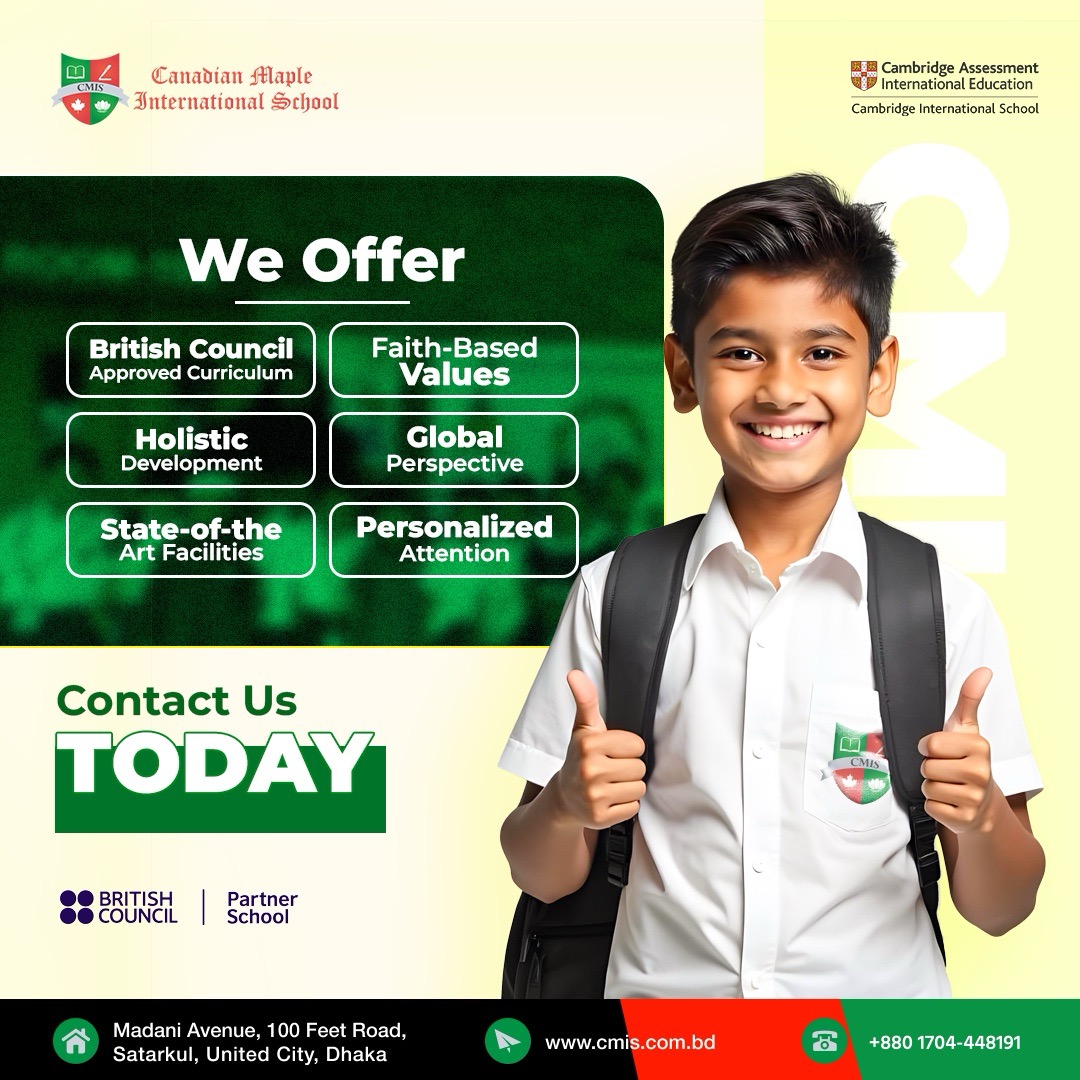 CMIS
Canadian Maple
International School
Cambridge Assessment
International Education
Cambridge International School
We Offer
British Council
Approved Curriculum
Faith-Based
Values
Holistic
Development
Global
Perspective
State-of-the
Art Facilities
Personalized
Attention
CMI
CMIS
Contact Us
TODAY
BRITISH
COUNCIL
Partner
School
Madani Avenue, 100 Feet Road,
Satarkul, United City, Dhaka
www.cmis.com.bd
+880 1704-448191